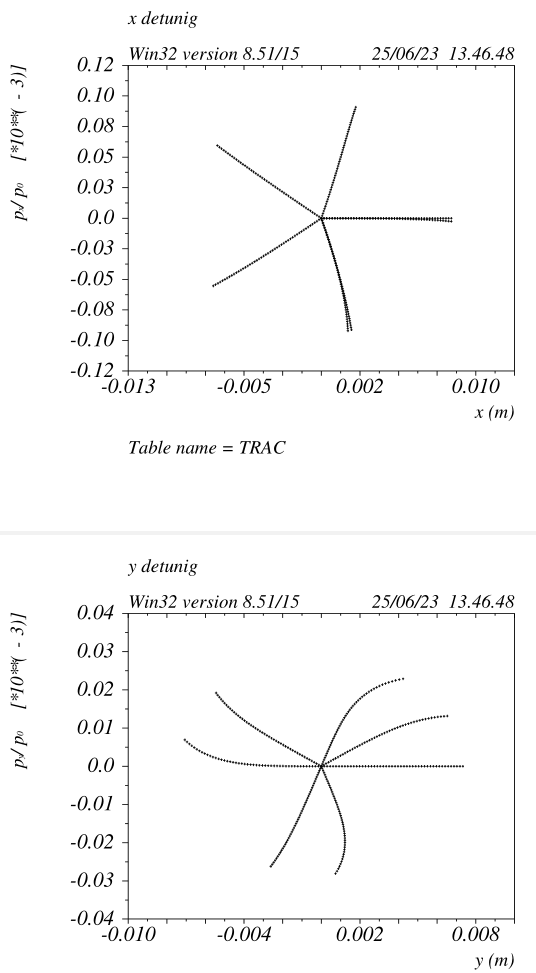 x detunig
Win32 version 8.51/15 25/06/23 13.46.48
0.12
0.10
0.08
0.05
0.03
0.0
-0.03
-0.05
-0.08
-0.10
-0.12
-0.013 -0.005 0.002 0.010
x (m)
[*10**( - 3)]
Table name = TRAC
y detunig
Win32 version 8.51/15 25/06/23 13.46.48
0.04
0.03
0.02
0.01
0.0
-0.01
-0.02
-0.03
-0.04
-0.010 -0.004 0.002 0.008
y (m)
[*10**( - 3)]